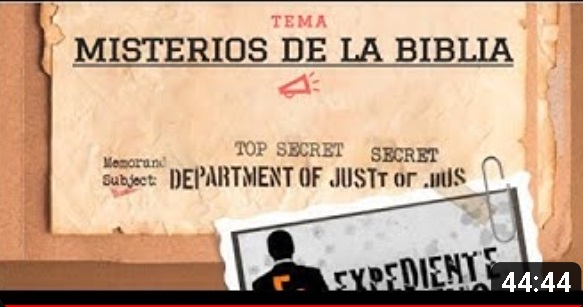 TEMA
MISTERIOS DE LA BIBLIA
TOP SECRET SECRET
Memorand
Subject: DEPARTMENT OF JUST
EXPEDIENTE
44:44